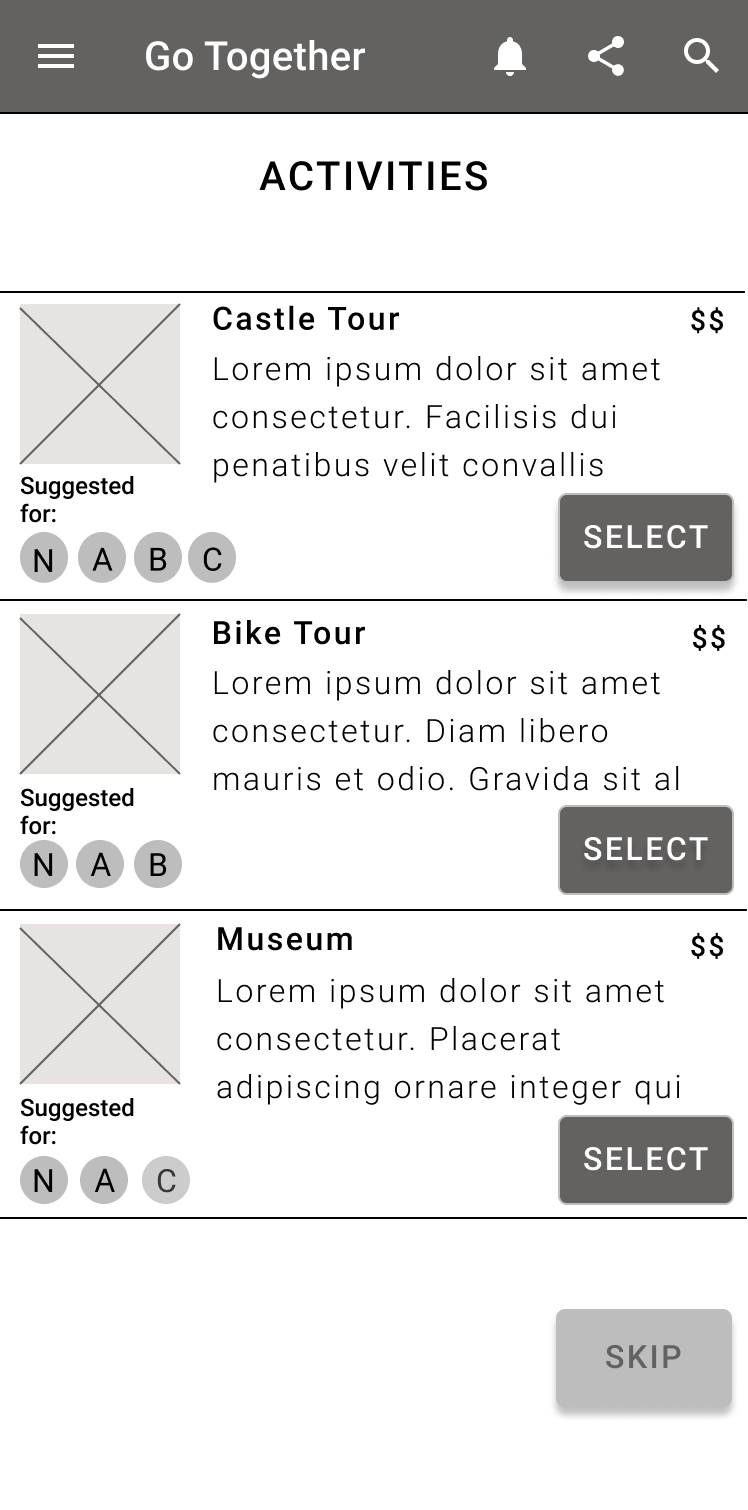 Go Together
ACTIVITIES
Castle Tour
$$
Lorem ipsum dolor sit amet
consectetur. Facilisis dui
penatibus velit convallis
Suggested
for:
N A B C
SELECT
Bike Tour
$$
Lorem ipsum dolor sit amet
consectetur. Diam libero
mauris et odio. Gravida sit al
Suggested
for:
N A B
SELECT
Museum
$$
Lorem ipsum dolor sit amet
consectetur. Placerat
adipiscing ornare integer qui
Suggested
for:
N A C
SELECT
SKIP